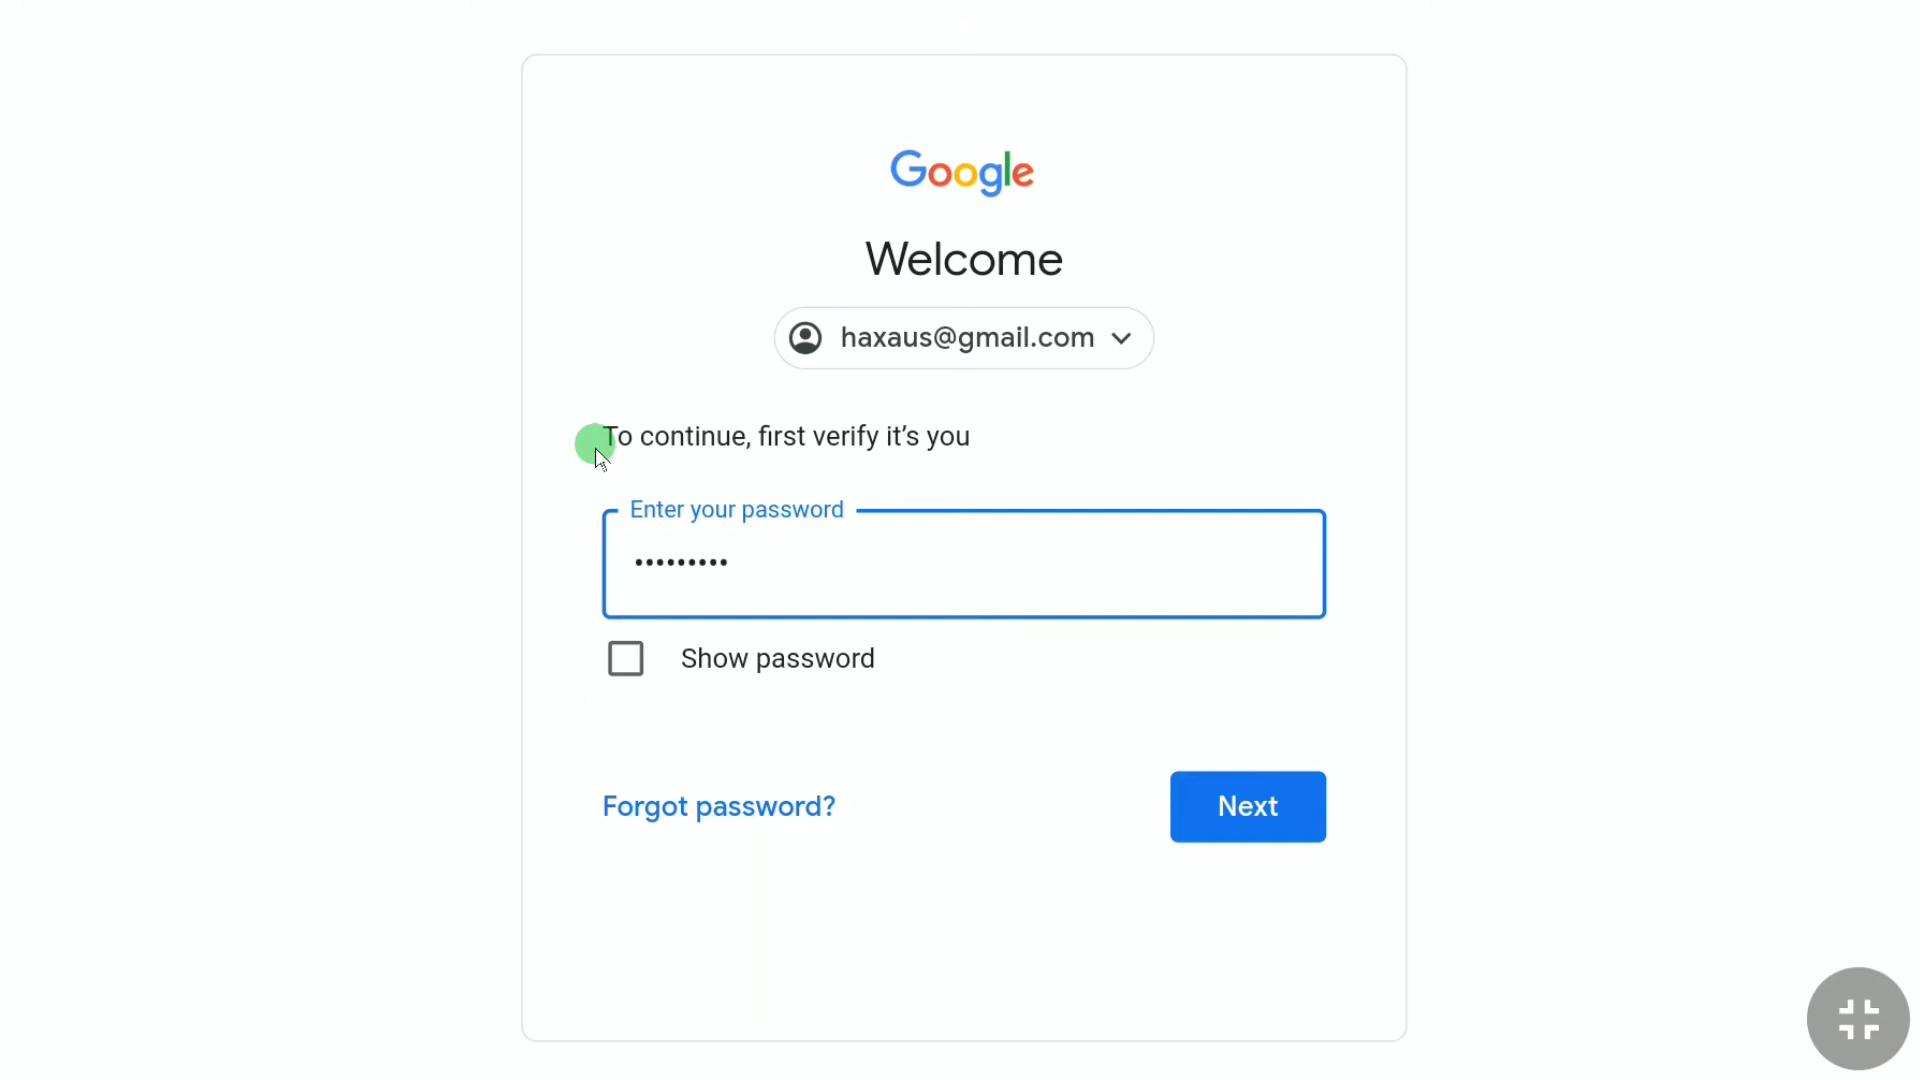 Google
Welcome
haxaus@gmail.com
To continue, first verify it’s you
Enter your password
•••••••••
Show password
Forgot password?
Next